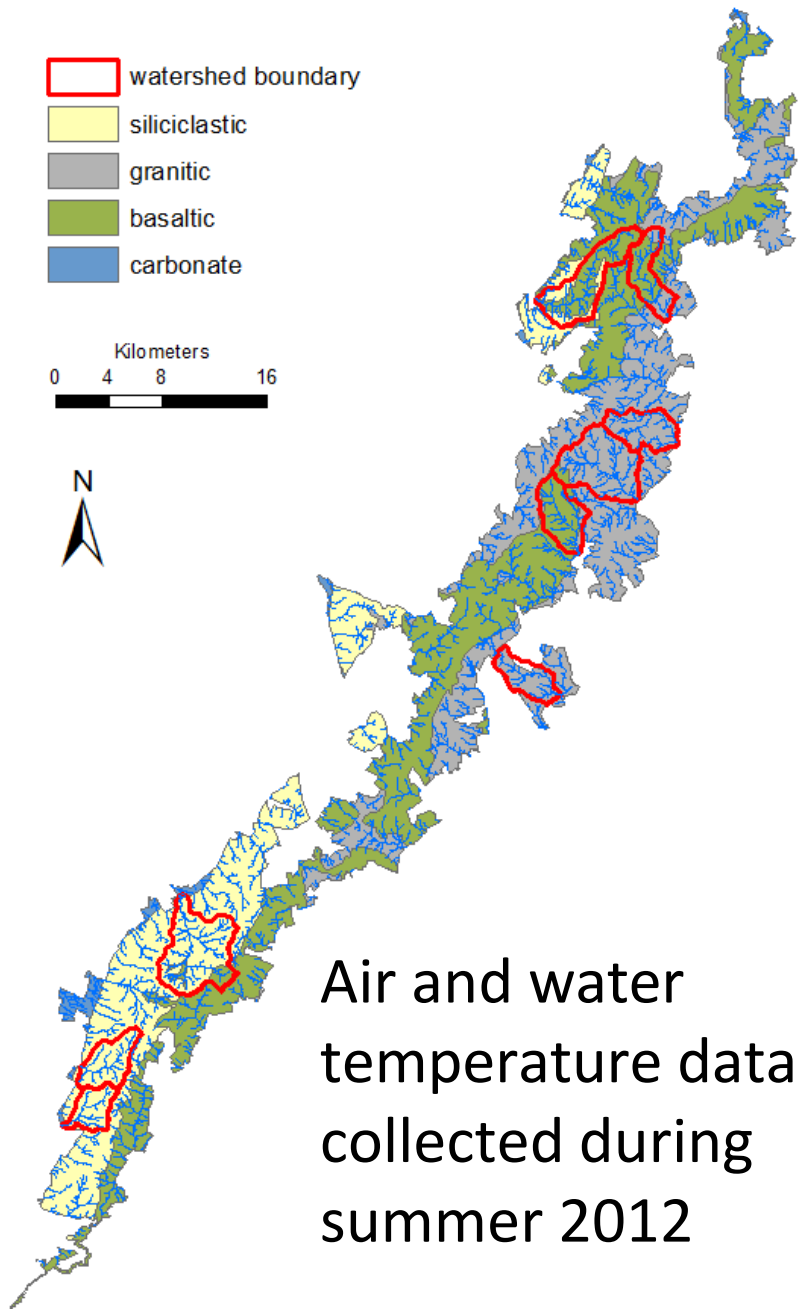 watershed boundary
siliciclastic
granitic
basaltic
carbonate
Kilometers
0 4 8 16
N
Air and water
temperature data
collected during
summer 2012